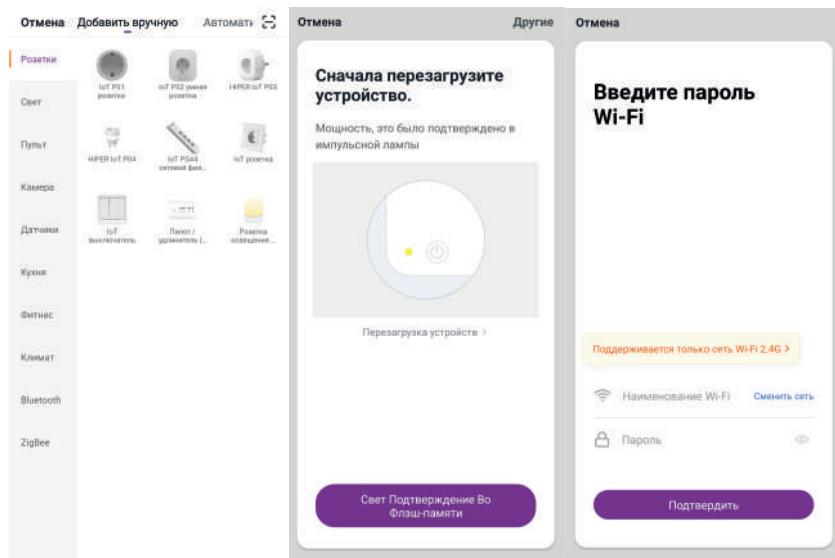 Отмена
Добавить вручную
Автомати
Розетки
Свет
Пульт
Камера
Датчики
Кухня
Фитнес
Климат
Bluetooth
ZigBee
IoT PS1
розетка
IoT PS2 умная
розетка
HIPER IoT PS3
HIPER IoT PS4
IoT PS44
сетевой фил...
IoT розетка
IoT
выключатель
Пилот /
удлинитель (...
Розетка
освещение ...
Отмена
Другие
Сначала перезагрузите
устройство.
Мощность, это было подтверждено в
импульсной лампы
Перезагрузка устройств >
Свет Подтверждение Во
Флэш-памяти
Отмена
Введите пароль
Wi-Fi
Поддерживается только сеть Wi-Fi 2.4G >
Наименование Wi-Fi
Сменить сеть
Пароль
Подтвердить